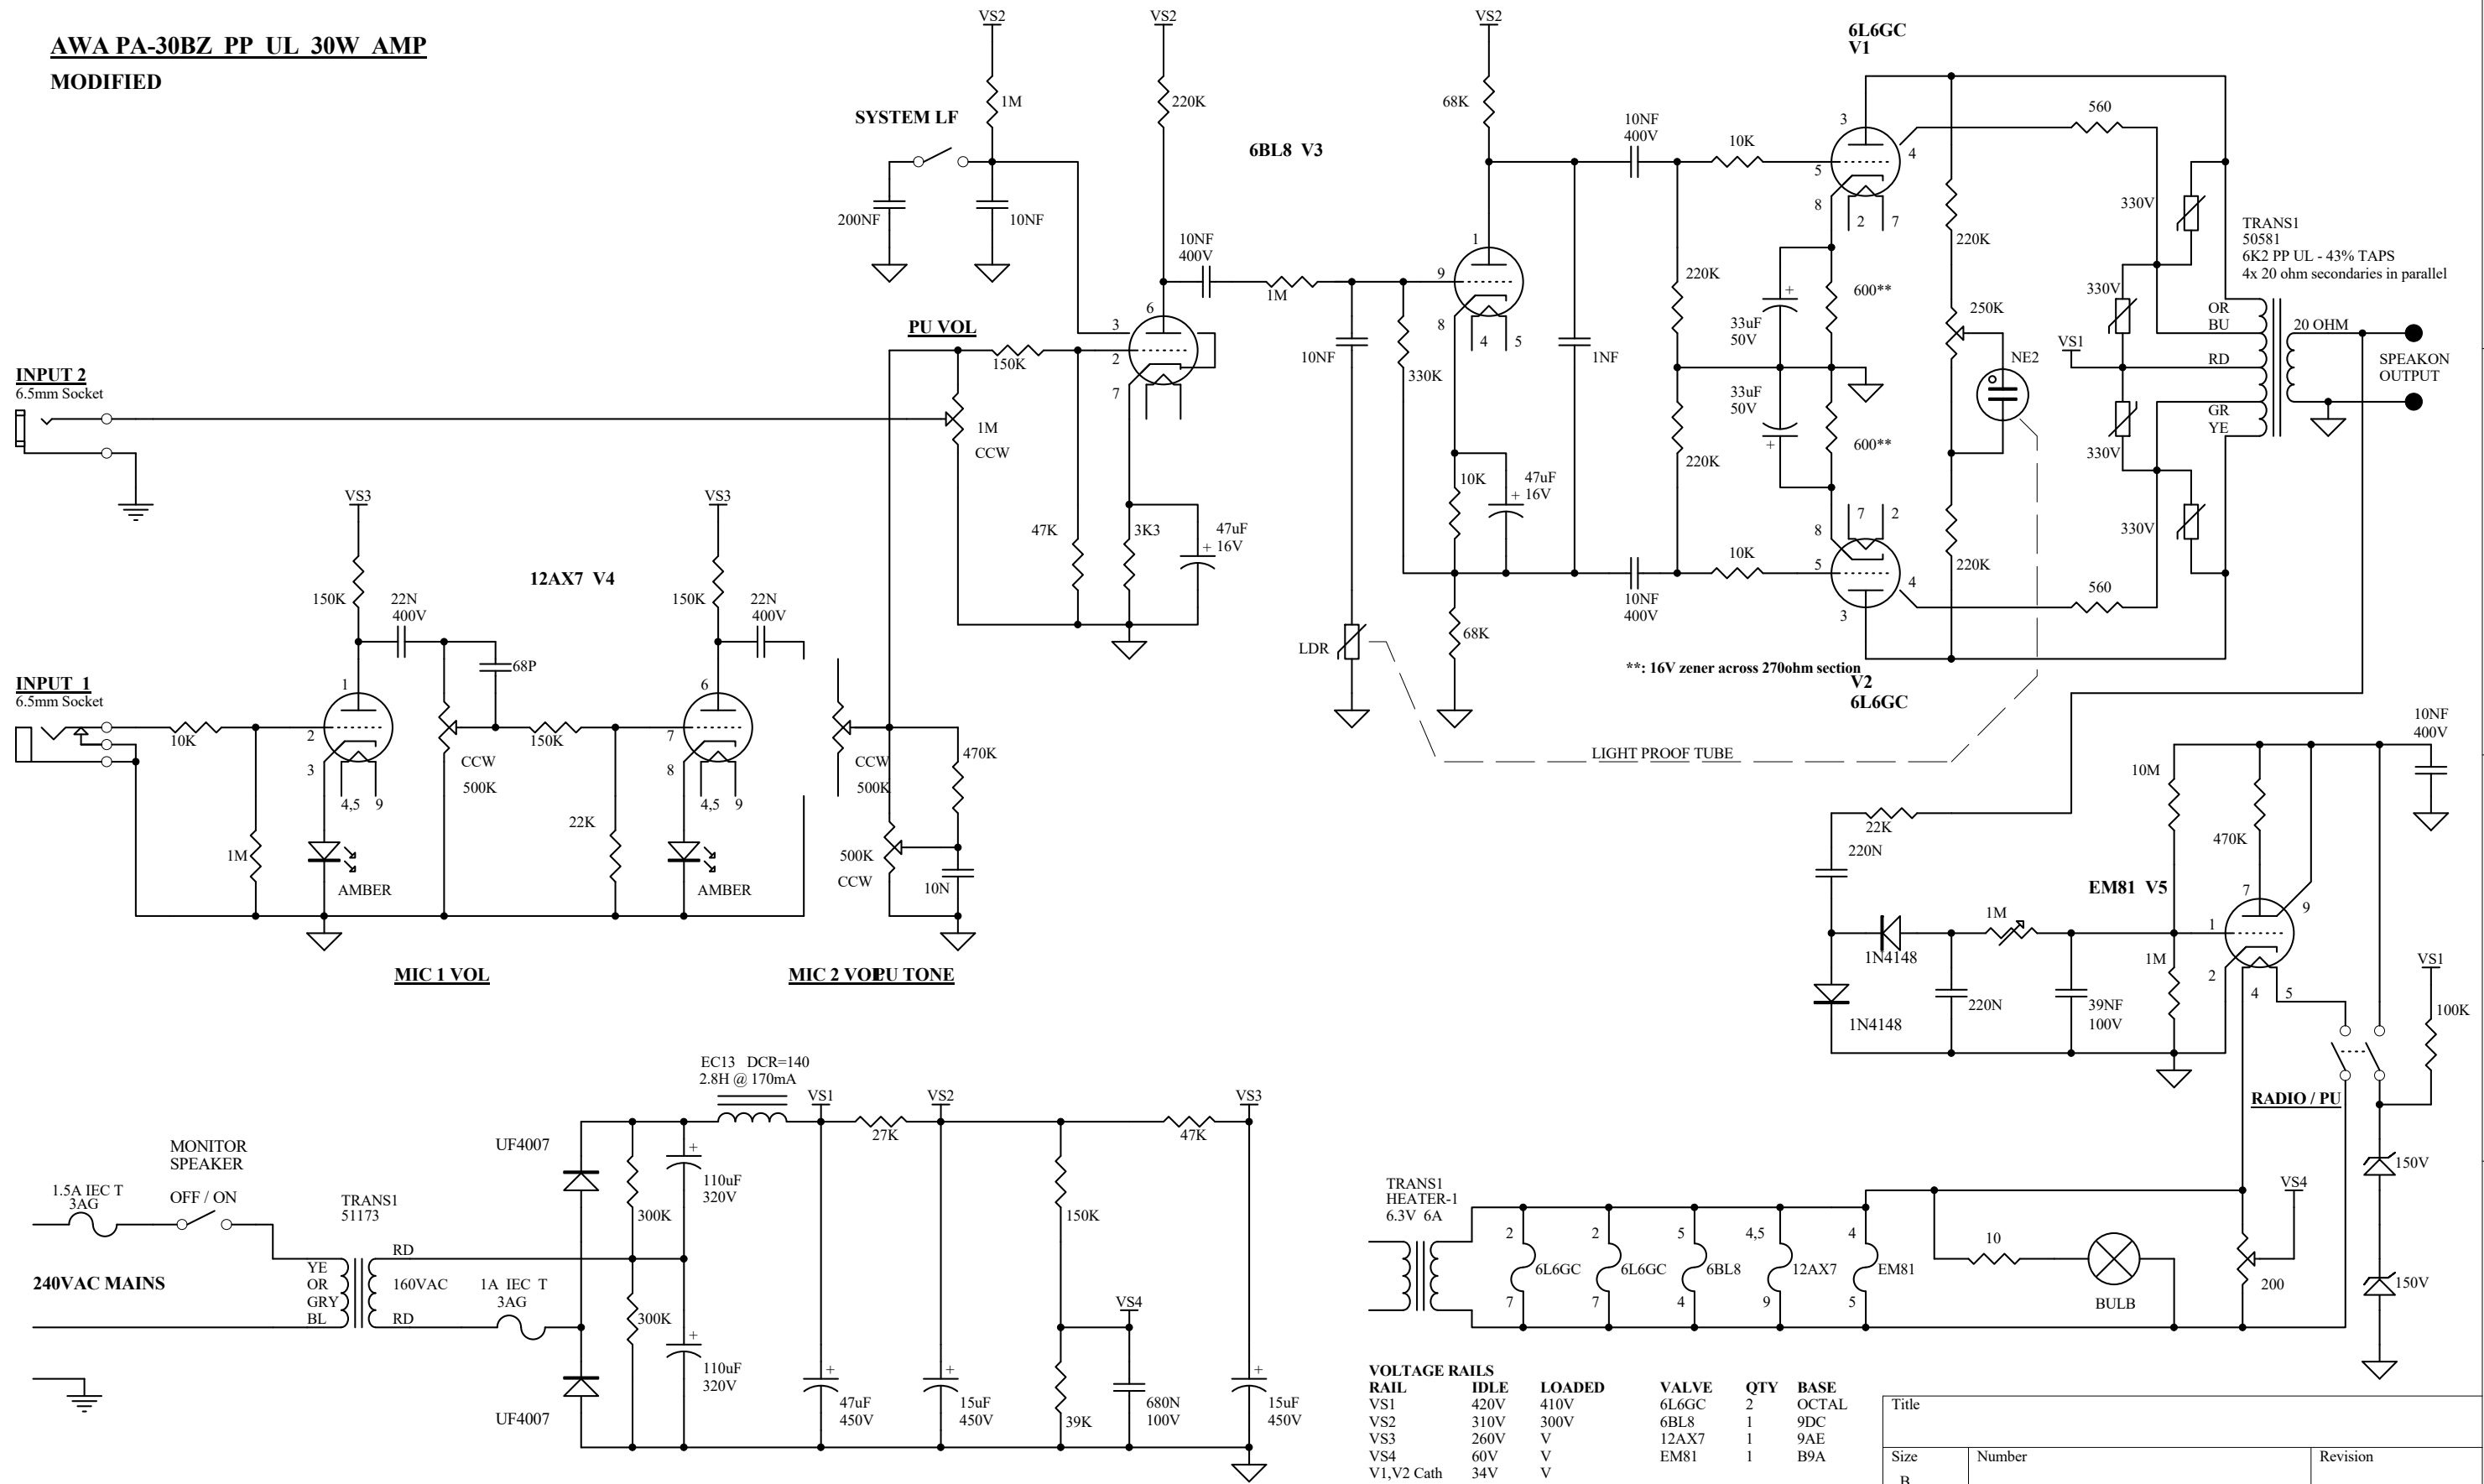 AWA PA-30BZ PP UL 30W AMP
MODIFIED
VS2
VS2
VS2
6L6GC
V1
1M
220K
68K
SYSTEM LF
10NF
400V
10K
3
4
560
6BL8 V3
5
8
2
7
200NF
10NF
330V
TRANS1
50581
6K2 PP UL - 43% TAPS
4x 20 ohm secondaries in parallel
10NF
400V
1M
1
9
8
4
5
220K
220K
600**
33uF
50V
+
330V
250K
NE2
VS1
OR
BU
RD
GR
YE
20 OHM
SPEAKON
OUTPUT
PU VOL
6
3
2
7
150K
10NF
330K
1NF
33uF
50V
+
600**
220K
330V
INPUT 2
6.5mm Socket
1M
CCW
47K
3K3
47uF
+ 16V
10K
47uF
+ 16V
7
2
8
5
4
3
10K
10NF
400V
220K
330V
560
VS3
VS3
12AX7 V4
150K
22N
400V
150K
22N
400V
68P
LDR
68K
**: 16V zener across 270ohm section
V2
6L6GC
LIGHT PROOF TUBE
INPUT 1
6.5mm Socket
10K
1
2
3
4,5
9
CCW
500K
150K
6
7
8
4,5
9
CCW
500K
470K
1M
AMBER
22K
AMBER
500K
CCW
10N
MIC 1 VOL
MIC 2 VOL
PU TONE
10NF
400V
10M
470K
22K
220N
EM81 V5
7
9
1
2
4
5
1M
1N4148
1M
1N4148
220N
39NF
100V
VS1
100K
RADIO / PU
EC13 DCR=140
2.8H @ 170mA
VS1
VS2
VS3
27K
47K
UF4007
MONITOR
SPEAKER
OFF / ON
1.5A IEC T
3AG
TRANS1
51173
RD
YE
OR
GRY
BL
160VAC
RD
1A IEC T
3AG
240VAC MAINS
300K
+
110uF
320V
300K
+
110uF
320V
UF4007
150K
VS4
+
47uF
450V
+
15uF
450V
39K
680N
100V
+
15uF
450V
TRANS1
HEATER-1
6.3V 6A
2
6L6GC
7
2
6L6GC
7
5
6BL8
4
4,5
12AX7
9
4
EM81
5
10
BULB
VS4
200
150V
150V
VOLTAGE RAILS
RAIL IDLE LOADED VALVE QTY BASE
VS1 420V 410V 6L6GC 2 OCTAL
VS2 310V 300V 6BL8 1 9DC
VS3 260V V 12AX7 1 9AE
VS4 60V V EM81 1 B9A
V1,V2 Cath 34V V
Title
Size
B
Number
Revision